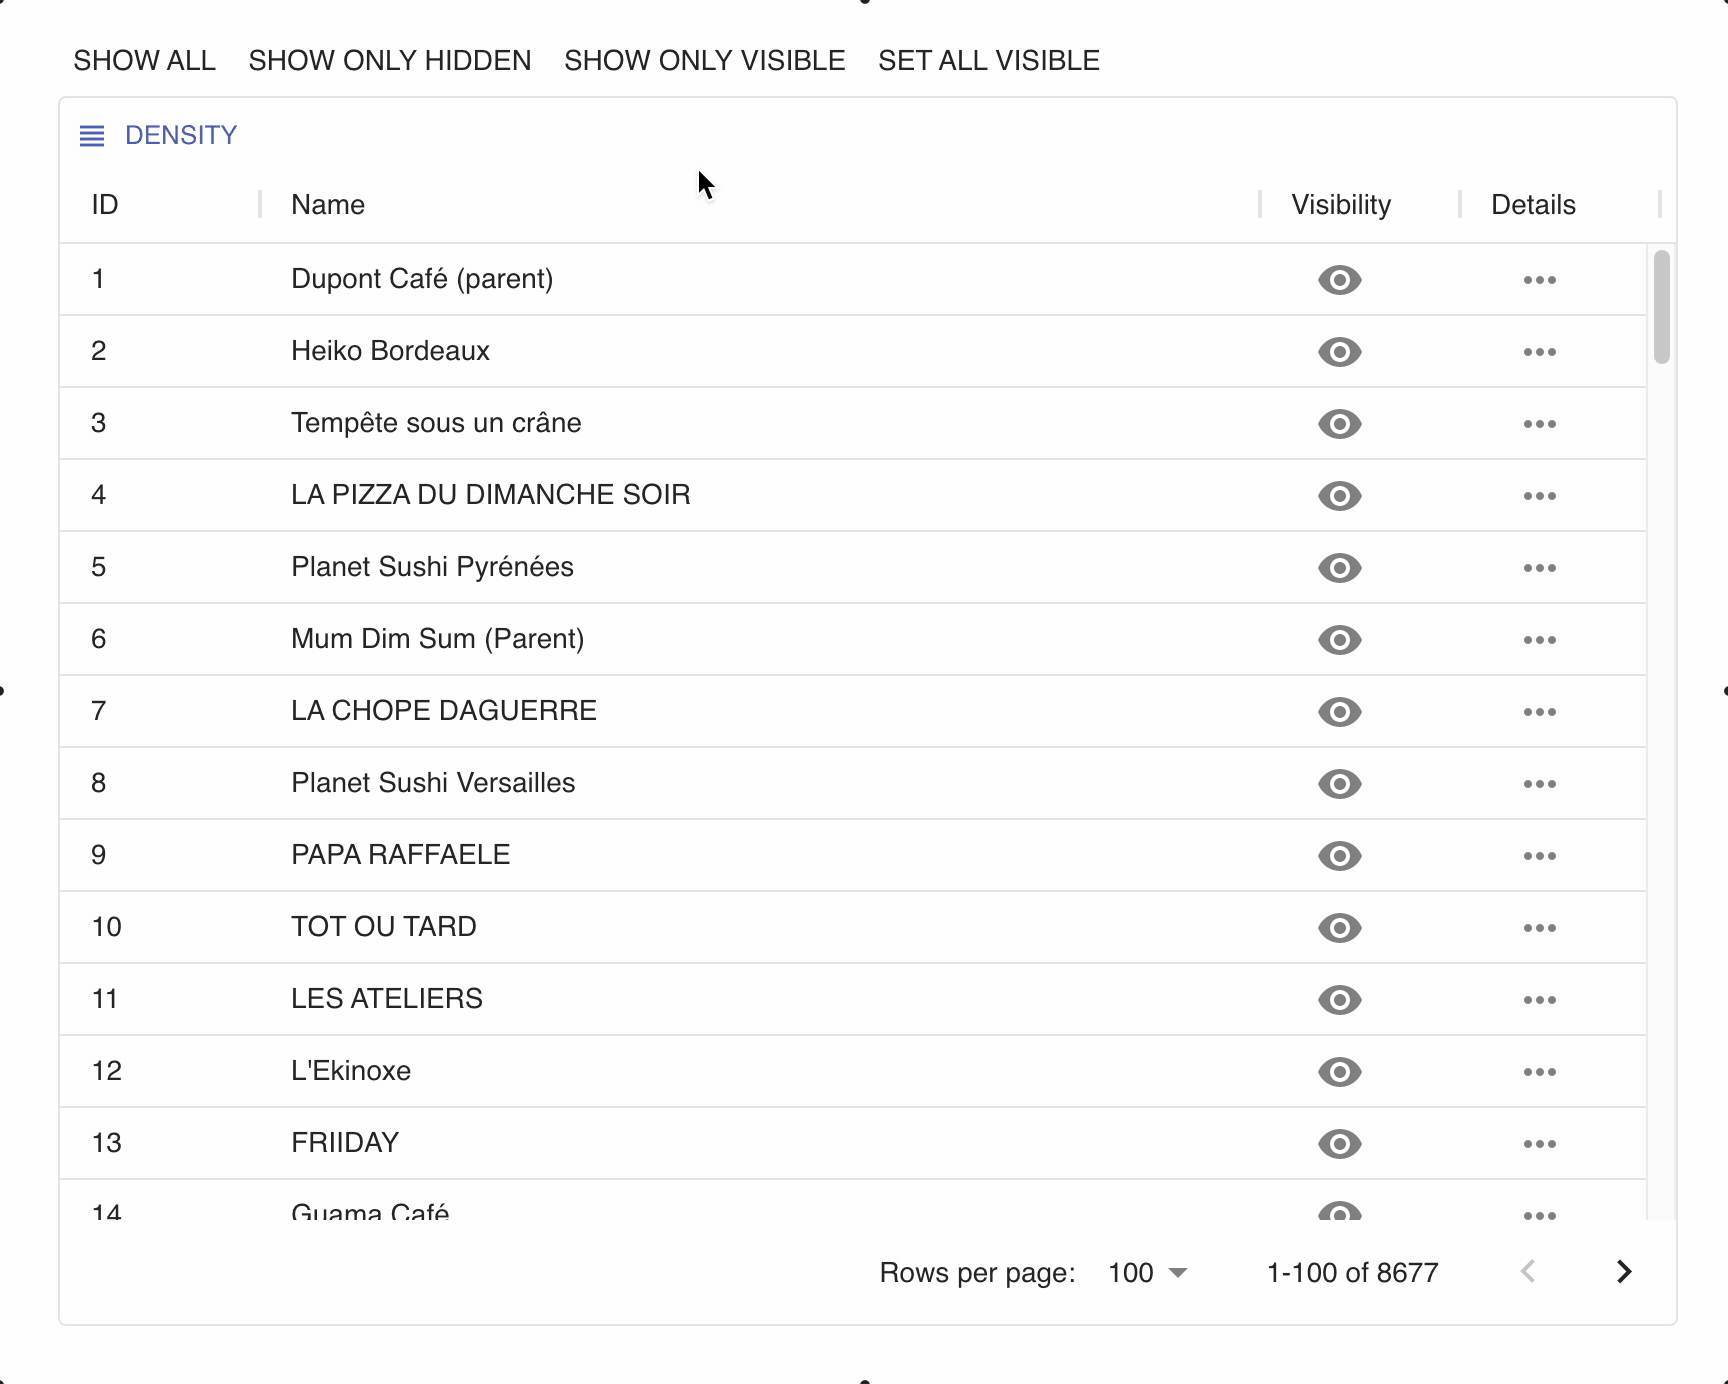 SHOW ALL SHOW ONLY HIDDEN SHOW ONLY VISIBLE SET ALL VISIBLE
DENSITY
ID Name Visibility Details
1 Dupont Café (parent)
2 Heiko Bordeaux
3 Tempête sous un crâne
4 LA PIZZA DU DIMANCHE SOIR
5 Planet Sushi Pyrénées
6 Mum Dim Sum (Parent)
7 LA CHOPE DAGUERRE
8 Planet Sushi Versailles
9 PAPA RAFFAELE
10 TOT OU TARD
11 LES ATELIERS
12 L'Ekinoxe
13 FRIIDAY
14 Guama Café
Rows per page: 100 1-100 of 8677